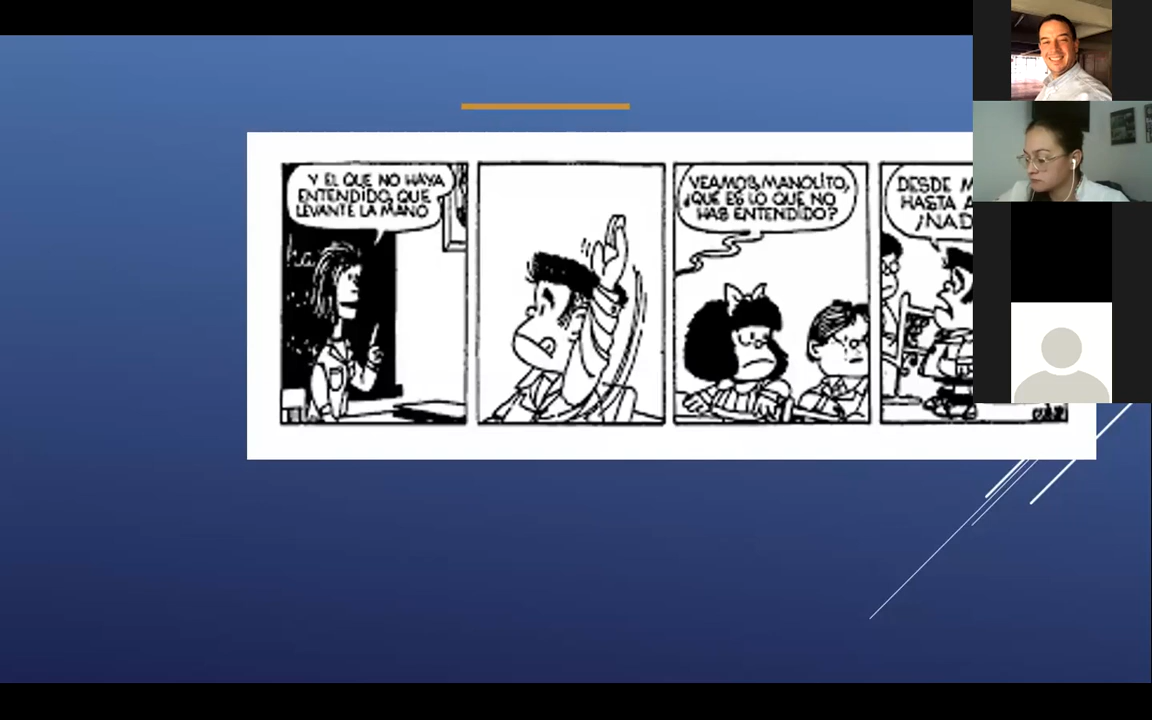 Y EL QUE NO HAYA
ENTENDIDO, QUE
LEVANTE LA MANO
VEAMOS, MANOLITO,
¿QUÉ ES LO QUE NO
HAS ENTENDIDO?
DESDE
HASTA
¡NAD